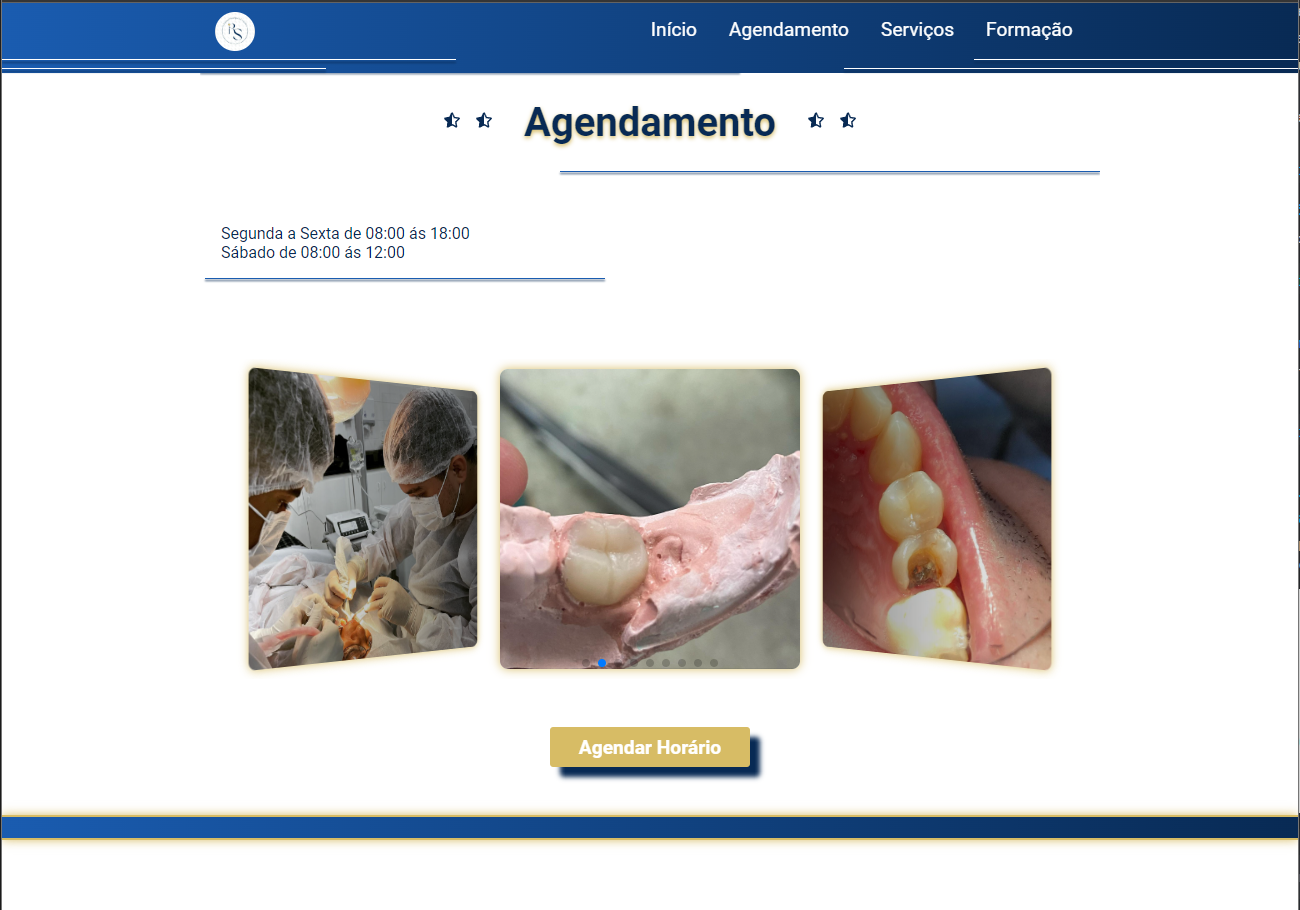 RS
Início Agendamento Serviços Formação
Agendamento
Segunda a Sexta de 08:00 ás 18:00
Sábado de 08:00 ás 12:00
Agendar Horário